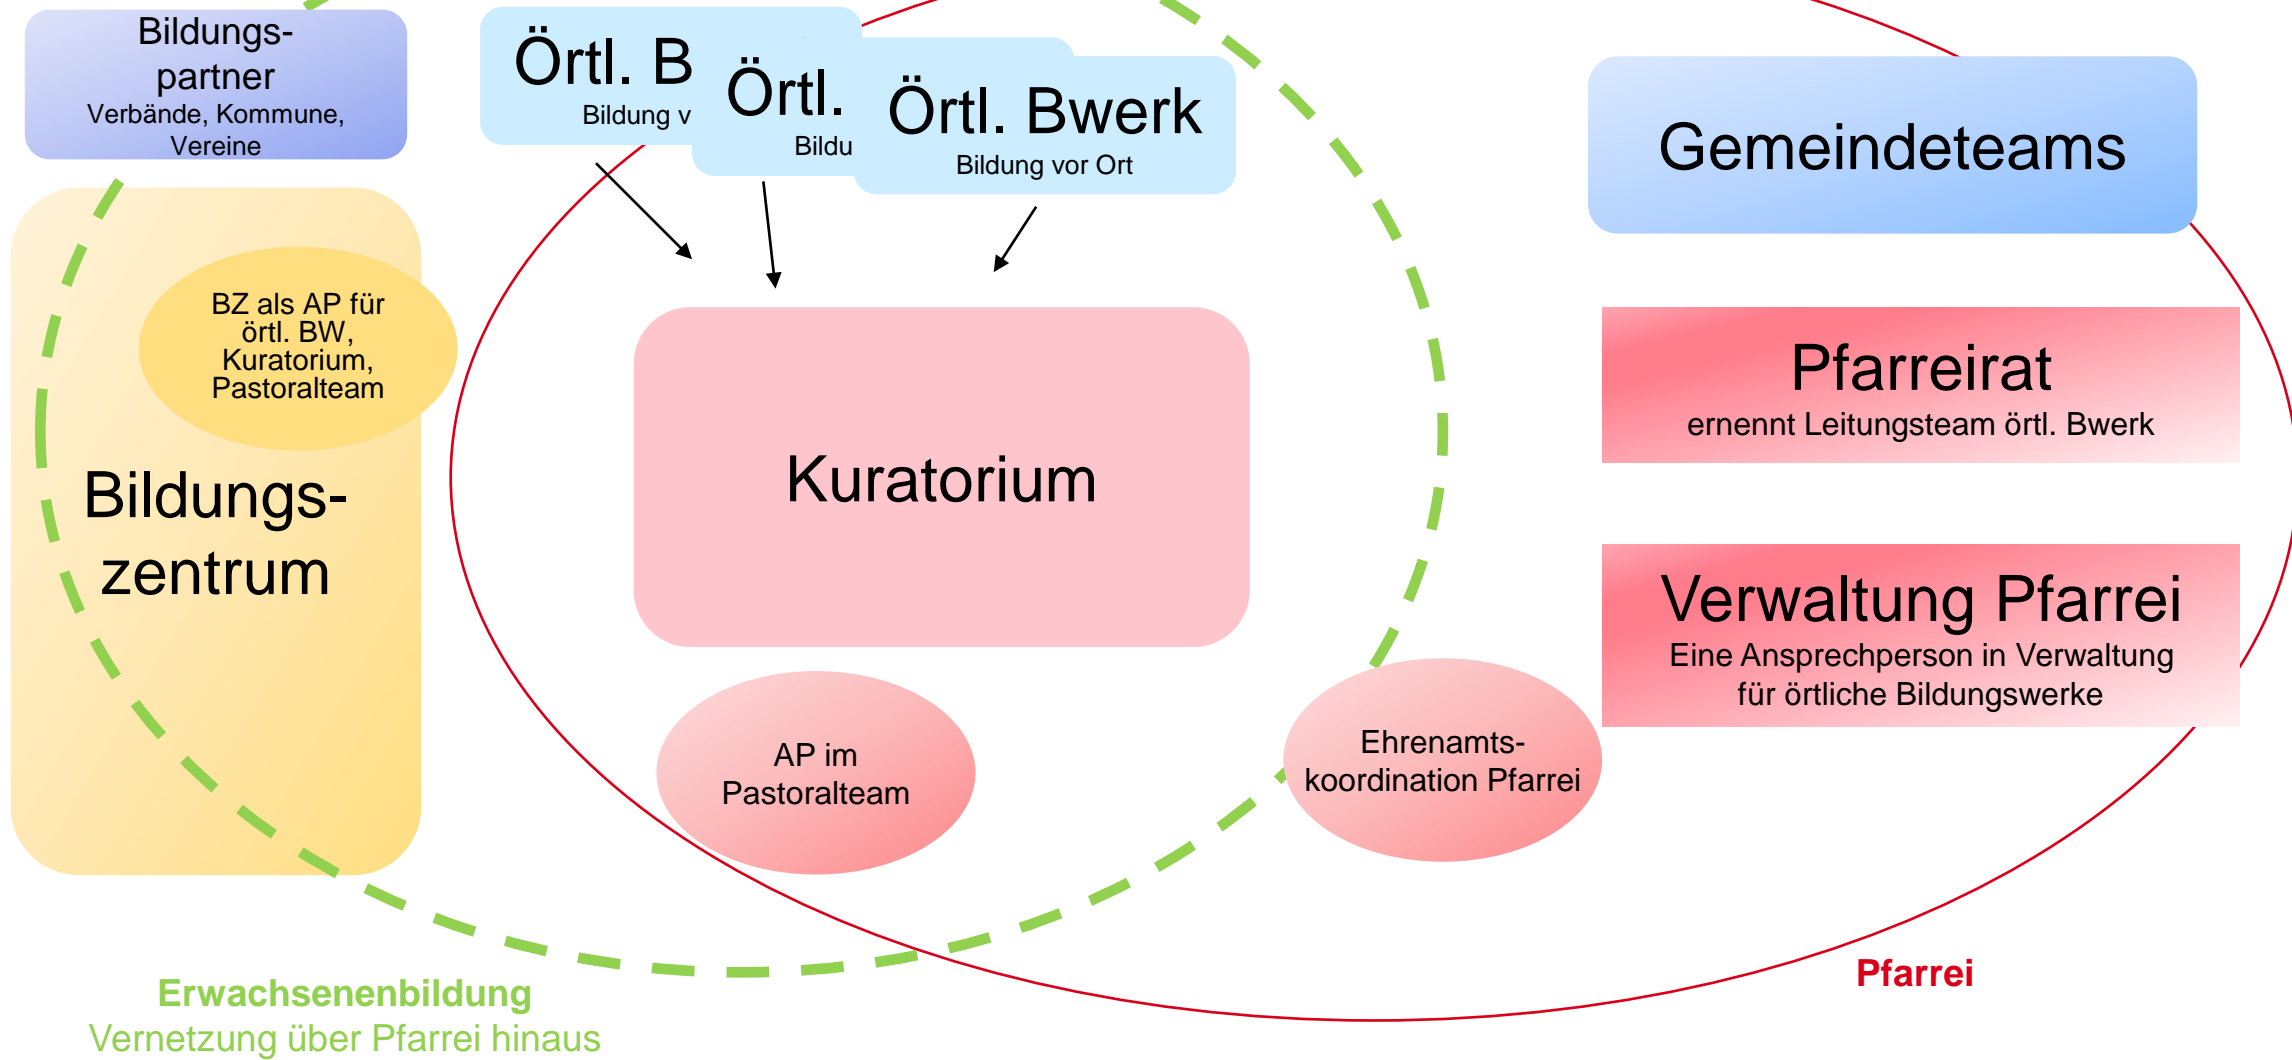 Bildungs-
partner
Verbände, Kommune,
Vereine
Örtl. B
Bildung v
Örtl.
Bildu
Örtl. Bwerk
Bildung vor Ort
Gemeindeteams
BZ als AP für
örtl. BW,
Kuratorium,
Pastoralteam
Bildungs-
zentrum
Kuratorium
Pfarreirat
ernennt Leitungsteam örtl. Bwerk
Verwaltung Pfarrei
Eine Ansprechperson in Verwaltung
für örtliche Bildungswerke
AP im
Pastoralteam
Ehrenamts-
koordination Pfarrei
Erwachsenenbildung
Vernetzung über Pfarrei hinaus
Pfarrei